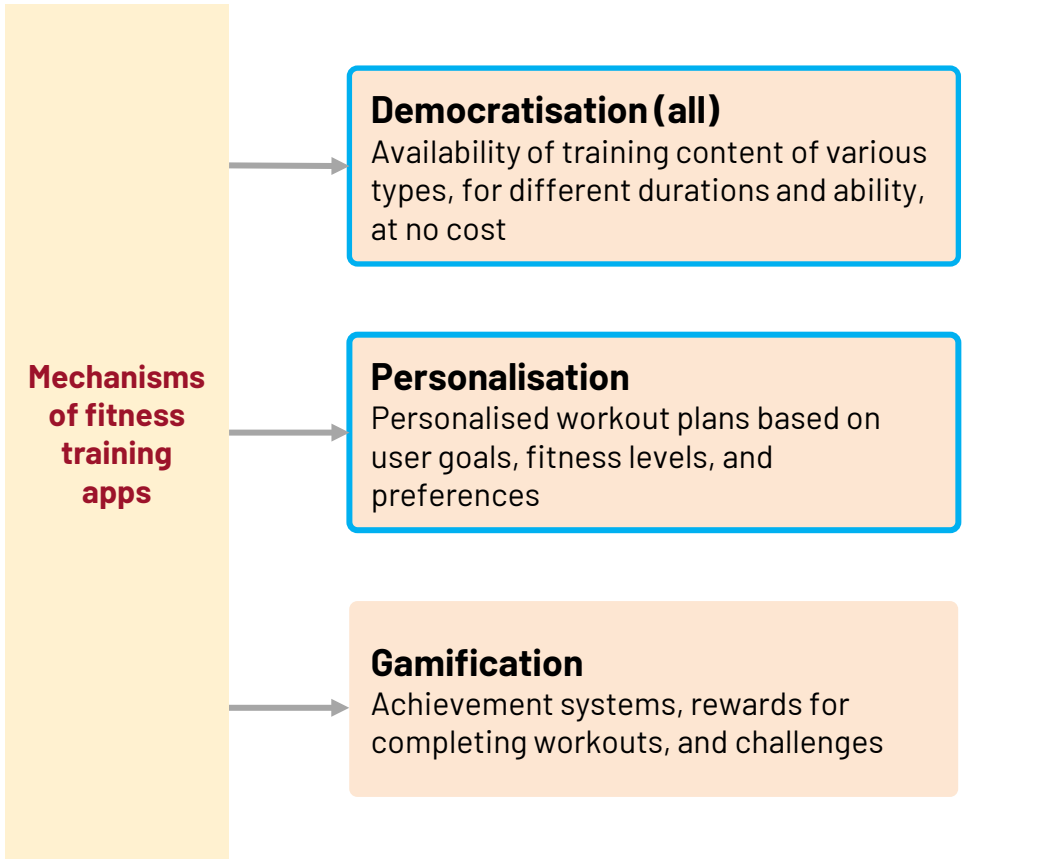 Mechanisms
of fitness
training
apps
Democratisation (all)
Availability of training content of various
types, for different durations and ability,
at no cost
Personalisation
Personalised workout plans based on
user goals, fitness levels, and
preferences
Gamification
Achievement systems, rewards for
completing workouts, and challenges